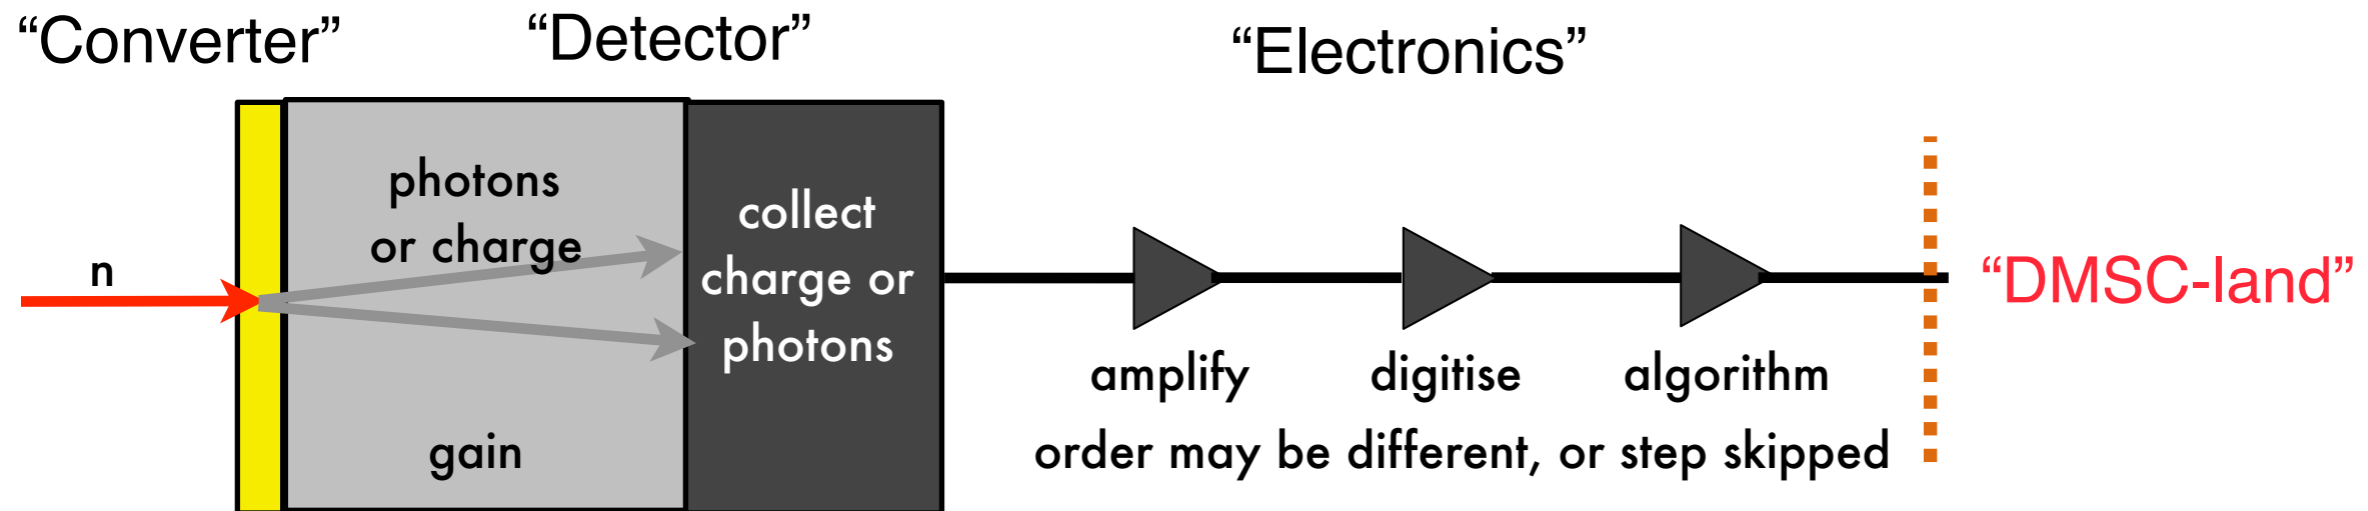 “Converter”
“Detector”
“Electronics”
n
photons
or charge
gain
collect
charge or
photons
amplify
digitise
algorithm
order may be different, or step skipped
“DMSC-land”